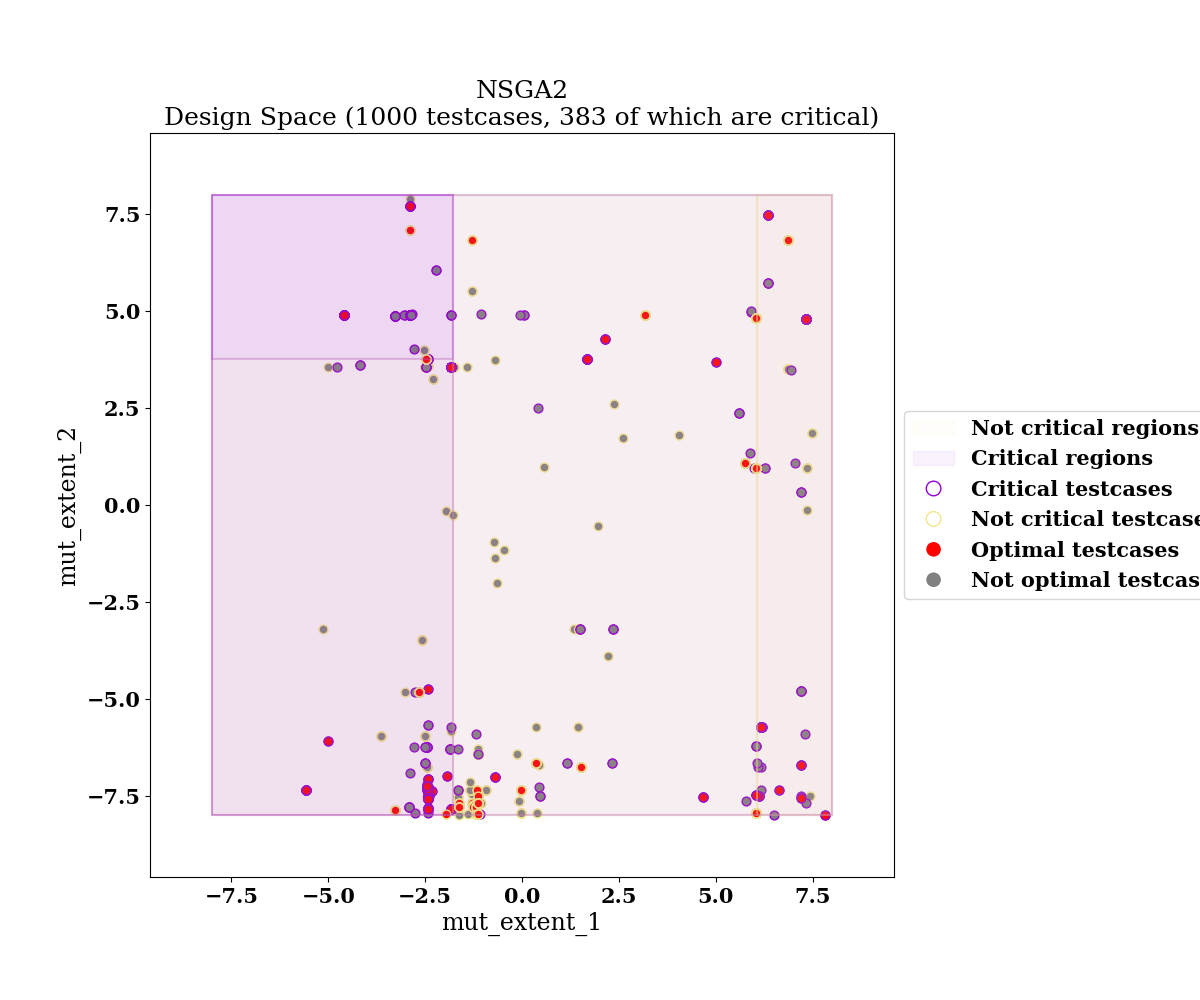 NSGA2
Design Space (1000 testcases, 383 of which are critical)
mut_extent_2
7.5
5.0
2.5
0.0
−2.5
−5.0
−7.5
−7.5
−5.0
−2.5
0.0
2.5
5.0
7.5
mut_extent_1
Not critical regions
Critical regions
Critical testcases
Not critical testcase
Optimal testcases
Not optimal testcas